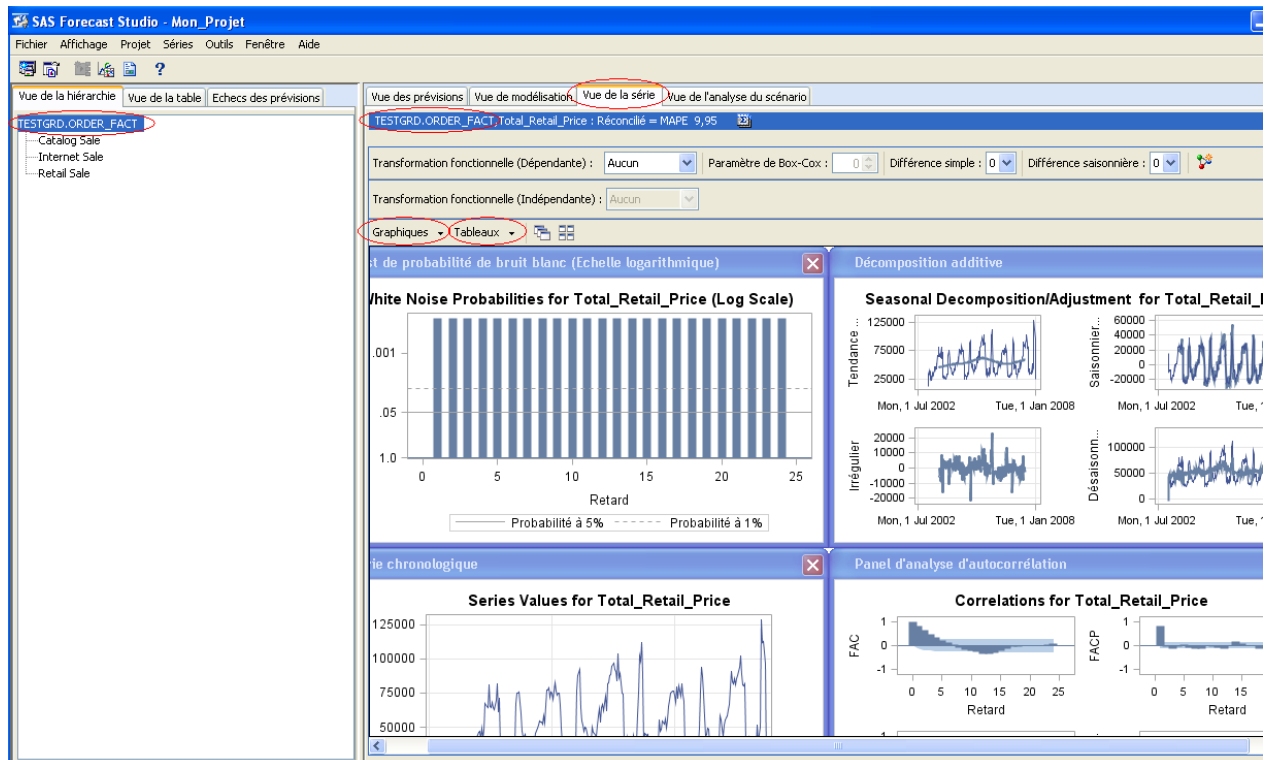 SAS Forecast Studio - Mon_Projet
Fichier Affichage Projet Séries Outils Fenêtre Aide
?
Vue de la hiérarchie Vue de la table Echecs des prévisions
TESTGRD.ORDER_FACT
Catalog Sale
Internet Sale
Retail Sale
Vue des prévisions Vue de modélisation Vue de la série Vue de l'analyse du scénario
TESTGRD.ORDER_FACT Total_Retail_Price : Réconcilié = MAPE 9,95
Transformation fonctionnelle (Dépendante) : Aucun Paramètre de Box-Cox : 0 Différence simple : 0 Différence saisonnière : 0
Transformation fonctionnelle (Indépendante) : Aucun
Graphiques Tableaux
st de probabilité de bruit blanc (Echelle logarithmique)
White Noise Probabilities for Total_Retail_Price (Log Scale)
.001
.05
1.0
0 5 10 15 20 25
Retard
Probabilité à 5% Probabilité à 1%
Décomposition additive
Seasonal Decomposition/Adjustment for Total_Retail_
Tendance ...
125000
75000
25000
Mon, 1 Jul 2002 Tue, 1 Jan 2008
Saisonnier...
60000
40000
20000
0
-20000
Mon, 1 Jul 2002 Tue,
Irrégulier
20000
10000
0
-10000
-20000
Mon, 1 Jul 2002 Tue, 1 Jan 2008
Désaisonn...
100000
50000
0
Mon, 1 Jul 2002 Tue,
rie chronologique
Series Values for Total_Retail_Price
125000
100000
75000
50000
Panel d'analyse d'autocorrélation
Correlations for Total_Retail_Price
FAC
1
0
-1
0 5 10 15 20 25
Retard
FACP
1
0
-1
0 5 10 15
Retard